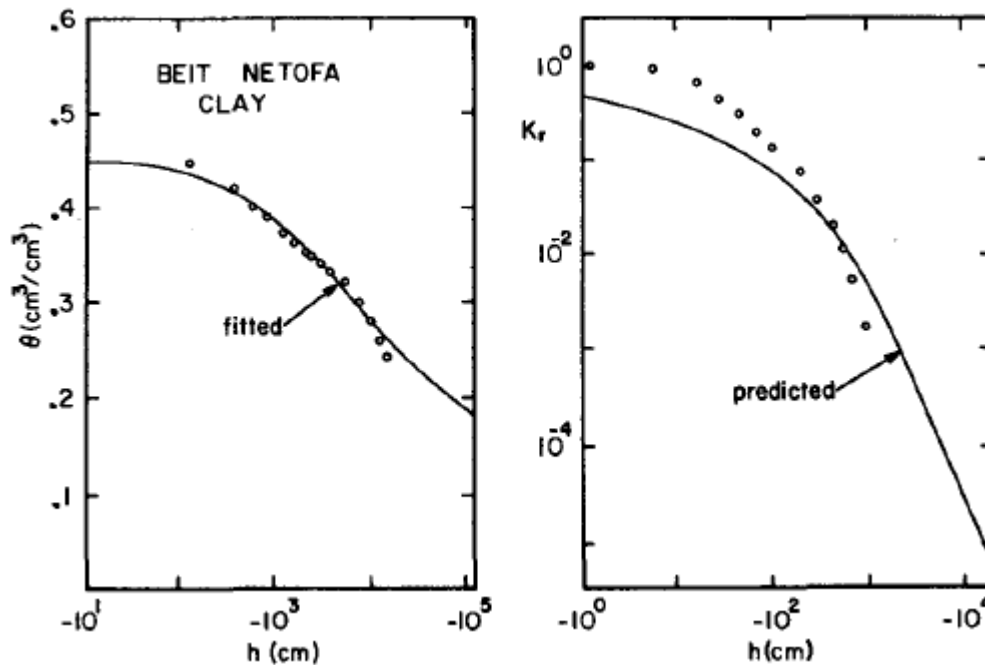 .6
.5
.4
.3
.2
.1
θ (cm³/cm³)
BEIT NETOFA
CLAY
fitted
-10¹
-10³
-10⁵
h (cm)
10⁰
Kr
10⁻²
10⁻⁴
predicted
-10⁰
-10²
-10⁴
h (cm)